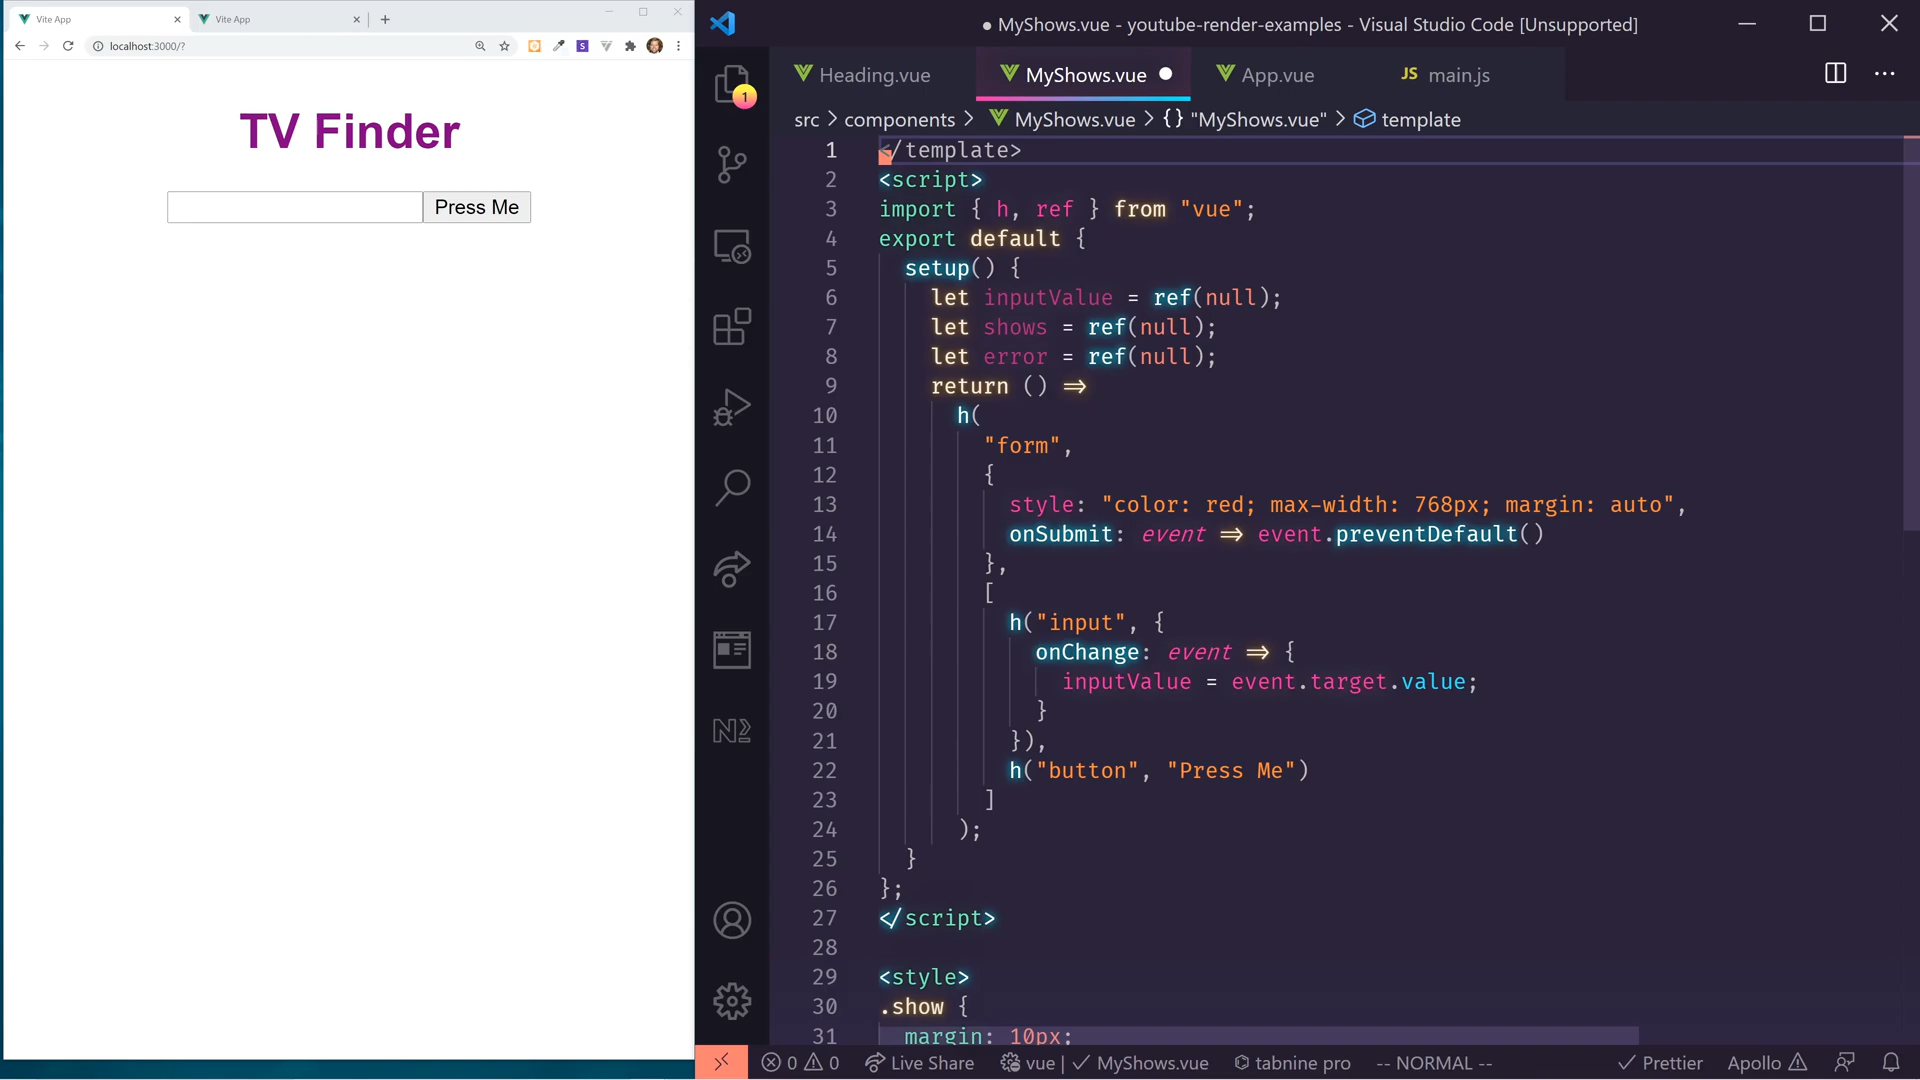 Vite App
Vite App
localhost:3000/?
TV Finder
Press Me
● MyShows.vue - youtube-render-examples - Visual Studio Code [Unsupported]
1
Heading.vue
MyShows.vue
App.vue
JS main.js
src > components > MyShows.vue > {} "MyShows.vue" > template
1 </template>
2 <script>
3 import { h, ref } from "vue";
4 export default {
5 setup() {
6 let inputValue = ref(null);
7 let shows = ref(null);
8 let error = ref(null);
9 return () =>
10 h(
11 "form",
12 {
13 style: "color: red; max-width: 768px; margin: auto",
14 onSubmit: event => event.preventDefault()
15 },
16 [
17 h("input", {
18 onChange: event => {
19 inputValue = event.target.value;
20 }
21 }),
22 h("button", "Press Me")
23 ]
24 );
25 }
26 };
27 </script>
28
29 <style>
30 .show {
31 margin: 10px;
0 0 Live Share vue | ✓ MyShows.vue tabnine pro -- NORMAL -- ✓ Prettier Apollo